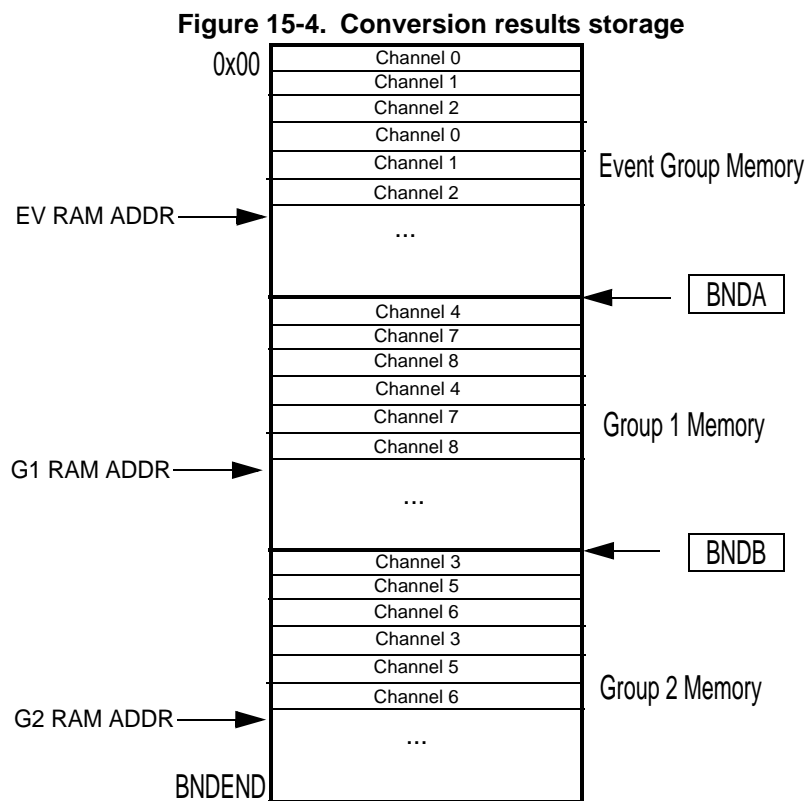 Figure 15-4. Conversion results storage
0x00
Channel 0
Channel 1
Channel 2
Channel 0
Channel 1
Channel 2
...
Event Group Memory
EV RAM ADDR
BNDA
Channel 4
Channel 7
Channel 8
Channel 4
Channel 7
Channel 8
...
Group 1 Memory
G1 RAM ADDR
BNDB
Channel 3
Channel 5
Channel 6
Channel 3
Channel 5
Channel 6
...
Group 2 Memory
G2 RAM ADDR
BNDEND